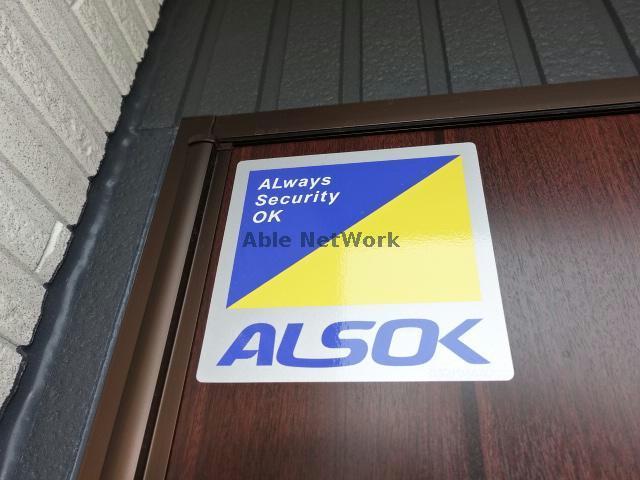 ALways
Security
OK
Able NetWork
ALSOK